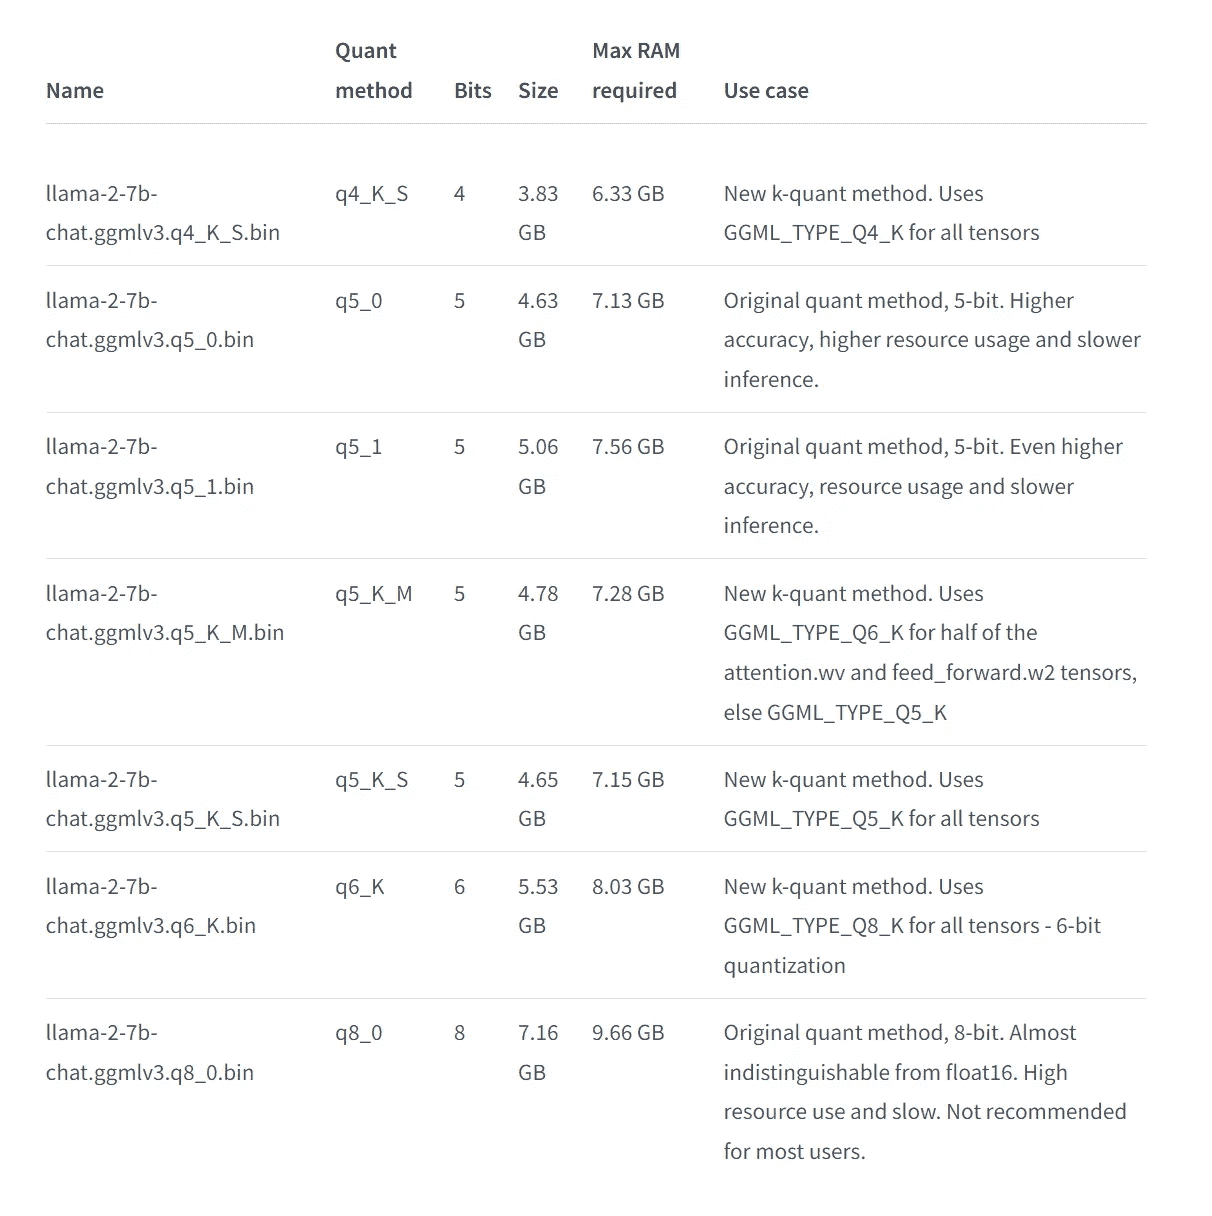 Name Quant method Bits Size Max RAM required Use case
llama-2-7b- q4_K_S 4 3.83 6.33 GB New k-quant method. Uses
chat.ggmlv3.q4_K_S.bin GB GGML_TYPE_Q4_K for all tensors
llama-2-7b- q5_0 5 4.63 7.13 GB Original quant method, 5-bit. Higher
chat.ggmlv3.q5_0.bin GB accuracy, higher resource usage and slower
inference.
llama-2-7b- q5_1 5 5.06 7.56 GB Original quant method, 5-bit. Even higher
chat.ggmlv3.q5_1.bin GB accuracy, resource usage and slower
inference.
llama-2-7b- q5_K_M 5 4.78 7.28 GB New k-quant method. Uses
chat.ggmlv3.q5_K_M.bin GB GGML_TYPE_Q6_K for half of the
attention.wv and feed_forward.w2 tensors,
else GGML_TYPE_Q5_K
llama-2-7b- q5_K_S 5 4.65 7.15 GB New k-quant method. Uses
chat.ggmlv3.q5_K_S.bin GB GGML_TYPE_Q5_K for all tensors
llama-2-7b- q6_K 6 5.53 8.03 GB New k-quant method. Uses
chat.ggmlv3.q6_K.bin GB GGML_TYPE_Q8_K for all tensors - 6-bit
quantization
llama-2-7b- q8_0 8 7.16 9.66 GB Original quant method, 8-bit. Almost
chat.ggmlv3.q8_0.bin GB indistinguishable from float16. High
resource use and slow. Not recommended
for most users.